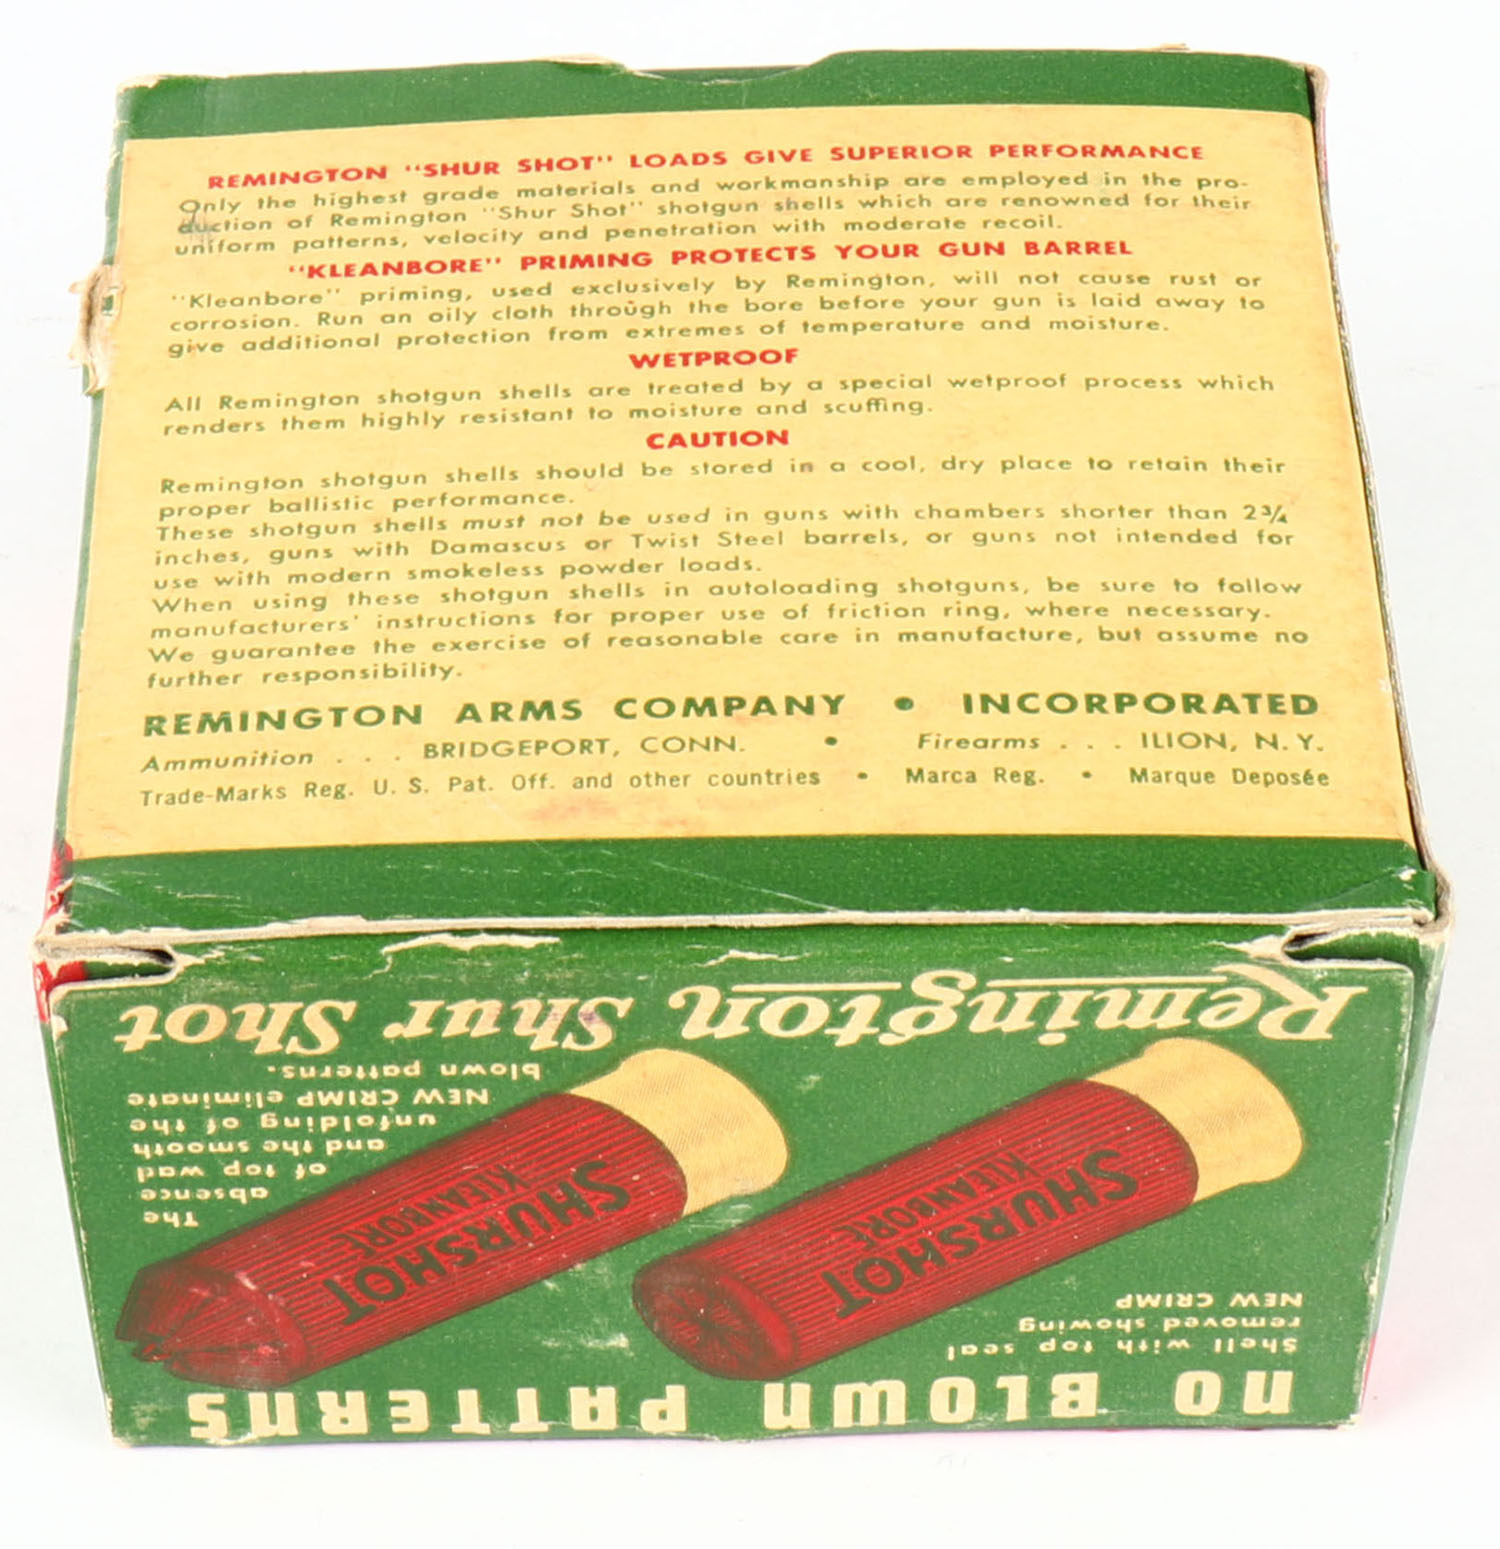 REMINGTON "SHUR SHOT" LOADS GIVE SUPERIOR PERFORMANCE
Only the highest grade materials and workmanship are employed in the pro-
duction of Remington "Shur Shot" shotgun shells which are renowned for their
uniform patterns, velocity and penetration with moderate recoil.
"KLEANBORE" PRIMING PROTECTS YOUR GUN BARREL
"Kleanbore" priming, used exclusively by Remington, will not cause rust or
corrosion. Run an oily cloth through the bore before your gun is laid away to
give additional protection from extremes of temperature and moisture.
WETPROOF
All Remington shotgun shells are treated by a special wetproof process which
renders them highly resistant to moisture and scuffing.
CAUTION
Remington shotgun shells should be stored in a cool, dry place to retain their
proper ballistic performance.
These shotgun shells must not be used in guns with chambers shorter than 2¾
inches, guns with Damascus or Twist Steel barrels, or guns not intended for
use with modern smokeless powder loads.
When using these shotgun shells in autoloading shotguns, be sure to follow
manufacturers' instructions for proper use of friction ring, where necessary.
We guarantee the exercise of reasonable care in manufacture, but assume no
further responsibility.
REMINGTON ARMS COMPANY • INCORPORATED
Ammunition . . . BRIDGEPORT, CONN. • Firearms . . . ILION, N. Y.
Trade-Marks Reg. U. S. Pat. Off. and other countries • Marca Reg. • Marque Deposée
NO BLOWN PATTERNS
Shell with top seal
removed showing
NEW CRIMP
SHURSHOT
KLEANBORE
SHURSHOT
KLEANBORE
The
absence
of top wad
and the smooth
unfolding of the
NEW CRIMP eliminate
blown patterns.
Remington Shur Shot